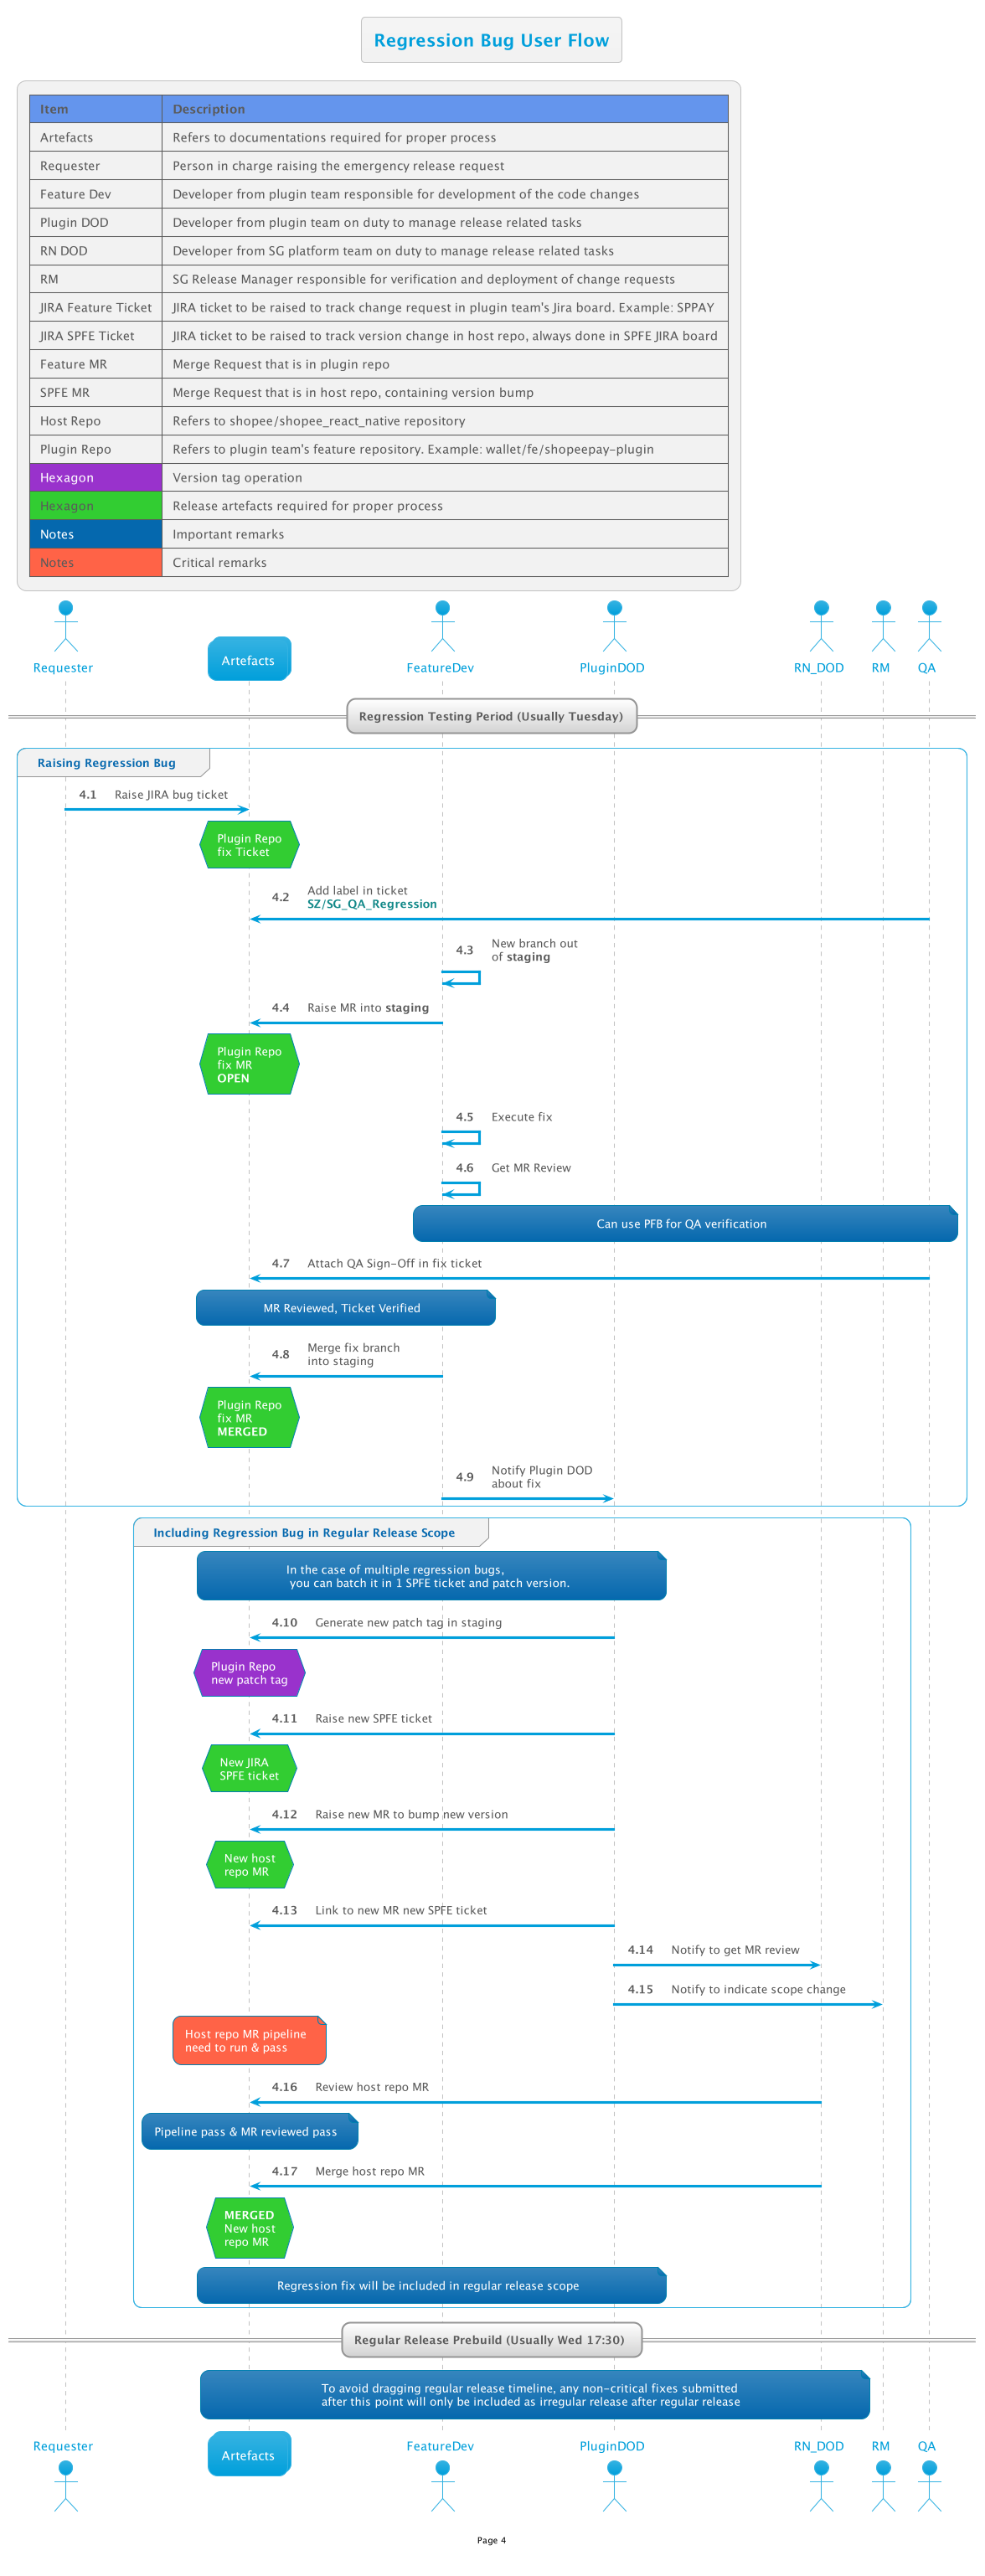 Regression Bug User Flow
Item Description
Artefacts Refers to documentations required for proper process
Requester Person in charge raising the emergency release request
Feature Dev Developer from plugin team responsible for development of the code changes
Plugin DOD Developer from plugin team on duty to manage release related tasks
RN DOD Developer from SG platform team on duty to manage release related tasks
RM SG Release Manager responsible for verification and deployment of change requests
JIRA Feature Ticket JIRA ticket to be raised to track change request in plugin team's Jira board. Example: SPPAY
JIRA SPFE Ticket JIRA ticket to be raised to track version change in host repo, always done in SPFE JIRA board
Feature MR Merge Request that is in plugin repo
SPFE MR Merge Request that is in host repo, containing version bump
Host Repo Refers to shopee/shopee_react_native repository
Plugin Repo Refers to plugin team's feature repository. Example: wallet/fe/shopeepay-plugin
Hexagon Version tag operation
Hexagon Release artefacts required for proper process
Notes Important remarks
Notes Critical remarks
Requester Artefacts FeatureDev PluginDOD RN_DOD RM QA
Regression Testing Period (Usually Tuesday)
Raising Regression Bug
4.1 Raise JIRA bug ticket
Plugin Repo
fix Ticket
4.2 Add label in ticket
SZ/SG_QA_Regression
4.3 New branch out
of staging
4.4 Raise MR into staging
Plugin Repo
fix MR
OPEN
4.5 Execute fix
4.6 Get MR Review
Can use PFB for QA verification
4.7 Attach QA Sign-Off in fix ticket
MR Reviewed, Ticket Verified
4.8 Merge fix branch
into staging
Plugin Repo
fix MR
MERGED
4.9 Notify Plugin DOD
about fix
Including Regression Bug in Regular Release Scope
In the case of multiple regression bugs,
you can batch it in 1 SPFE ticket and patch version.
4.10 Generate new patch tag in staging
Plugin Repo
new patch tag
4.11 Raise new SPFE ticket
New JIRA
SPFE ticket
4.12 Raise new MR to bump new version
New host
repo MR
4.13 Link to new MR new SPFE ticket
4.14 Notify to get MR review
4.15 Notify to indicate scope change
Host repo MR pipeline
need to run & pass
4.16 Review host repo MR
Pipeline pass & MR reviewed pass
4.17 Merge host repo MR
MERGED
New host
repo MR
Regression fix will be included in regular release scope
Regular Release Prebuild (Usually Wed 17:30)
To avoid dragging regular release timeline, any non-critical fixes submitted
after this point will only be included as irregular release after regular release
Requester Artefacts FeatureDev PluginDOD RN_DOD RM QA
Page 4